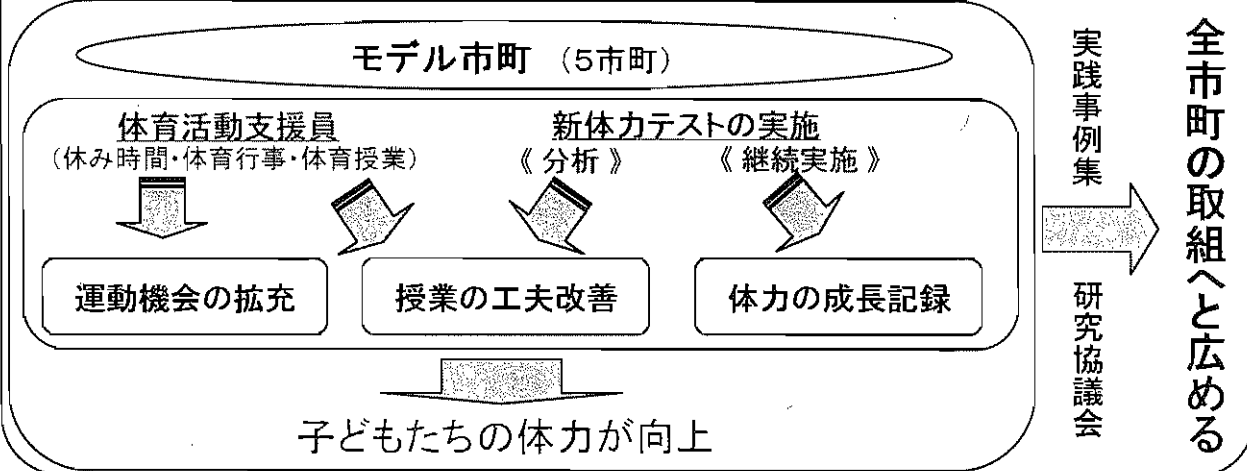 モデル市町 (5市町)
体育活動支援員
(休み時間・体育行事・体育授業)
新体力テストの実施
《 分析 》 《 継続実施 》
運動機会の拡充
授業の工夫改善
体力の成長記録
子どもたちの体力が向上
実践事例集
研究協議会
全市町の取組へと広める